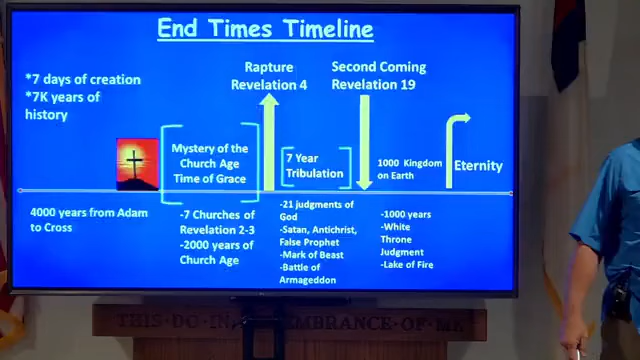 End Times Timeline
*7 days of creation
*7K years of
history
Rapture
Revelation 4
Second Coming
Revelation 19
Mystery of the
Church Age
Time of Grace
7 Year
Tribulation
1000 Kingdom
on Earth
Eternity
4000 years from Adam
to Cross
-7 Churches of
Revelation 2-3
-2000 years of
Church Age
-21 judgments of
God
-Satan, Antichrist,
False Prophet
-Mark of Beast
-Battle of
Armageddon
-1000 years
-White
Throne
Judgment
-Lake of Fire
THIS·DO·IN REMEMBRANCE·OF·ME